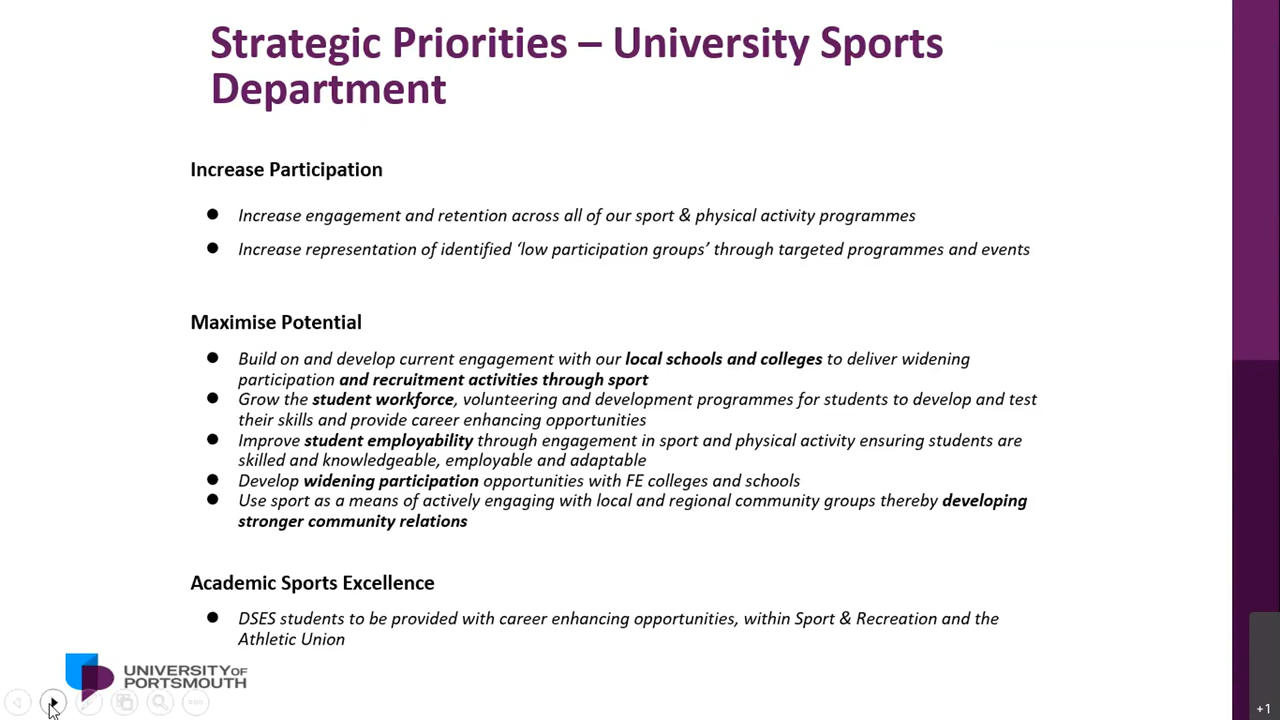 Strategic Priorities – University Sports
Department
Increase Participation
● Increase engagement and retention across all of our sport & physical activity programmes
● Increase representation of identified ‘low participation groups’ through targeted programmes and events
Maximise Potential
● Build on and develop current engagement with our local schools and colleges to deliver widening
participation and recruitment activities through sport
● Grow the student workforce, volunteering and development programmes for students to develop and test
their skills and provide career enhancing opportunities
● Improve student employability through engagement in sport and physical activity ensuring students are
skilled and knowledgeable, employable and adaptable
● Develop widening participation opportunities with FE colleges and schools
● Use sport as a means of actively engaging with local and regional community groups thereby developing
stronger community relations
Academic Sports Excellence
● DSES students to be provided with career enhancing opportunities, within Sport & Recreation and the
Athletic Union
UNIVERSITY OF
PORTSMOUTH
+1